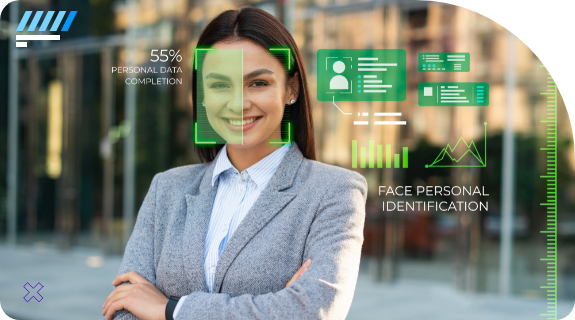 55%
PERSONAL DATA
COMPLETION
FACE PERSONAL
IDENTIFICATION